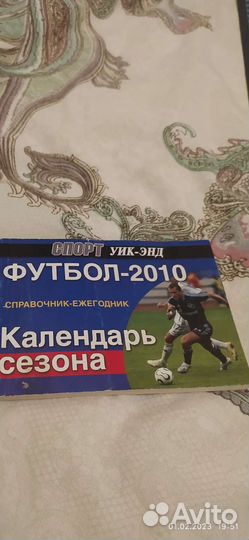 СПОРТ УИК-ЭНД
ФУТБОЛ-2010
СПРАВОЧНИК-ЕЖЕГОДНИК
Календарь
сезона
01.02.2023 19:51
Avito